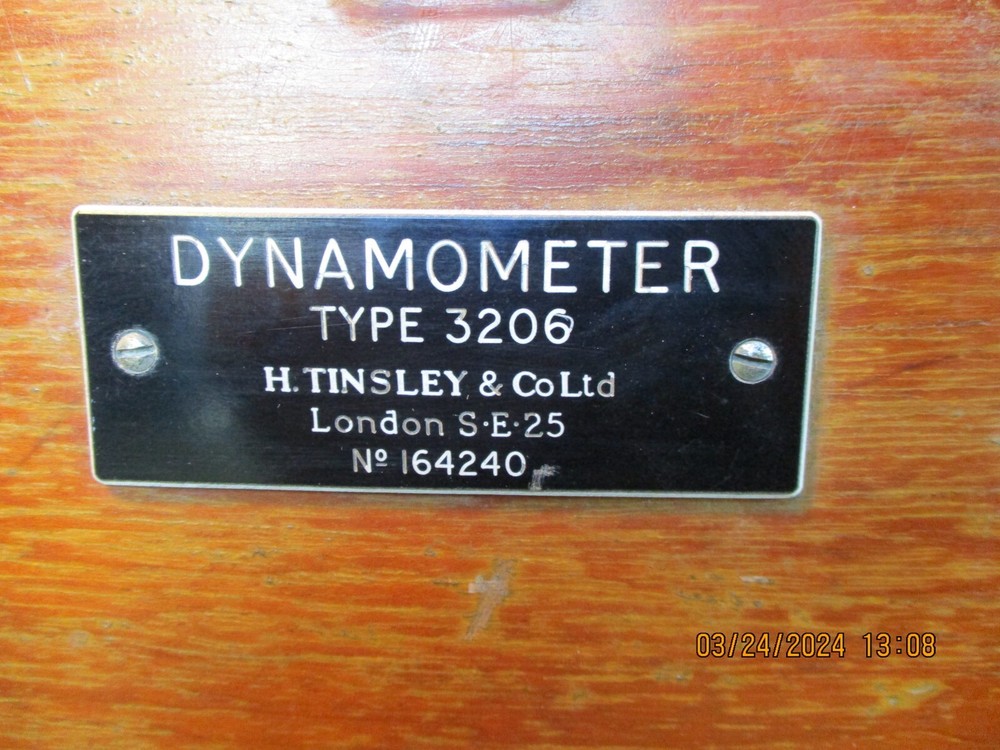 DYNAMOMETER
TYPE 3206
H. TINSLEY & Co Ltd
London S·E·25
Nº 164240
03/24/2024 13:08